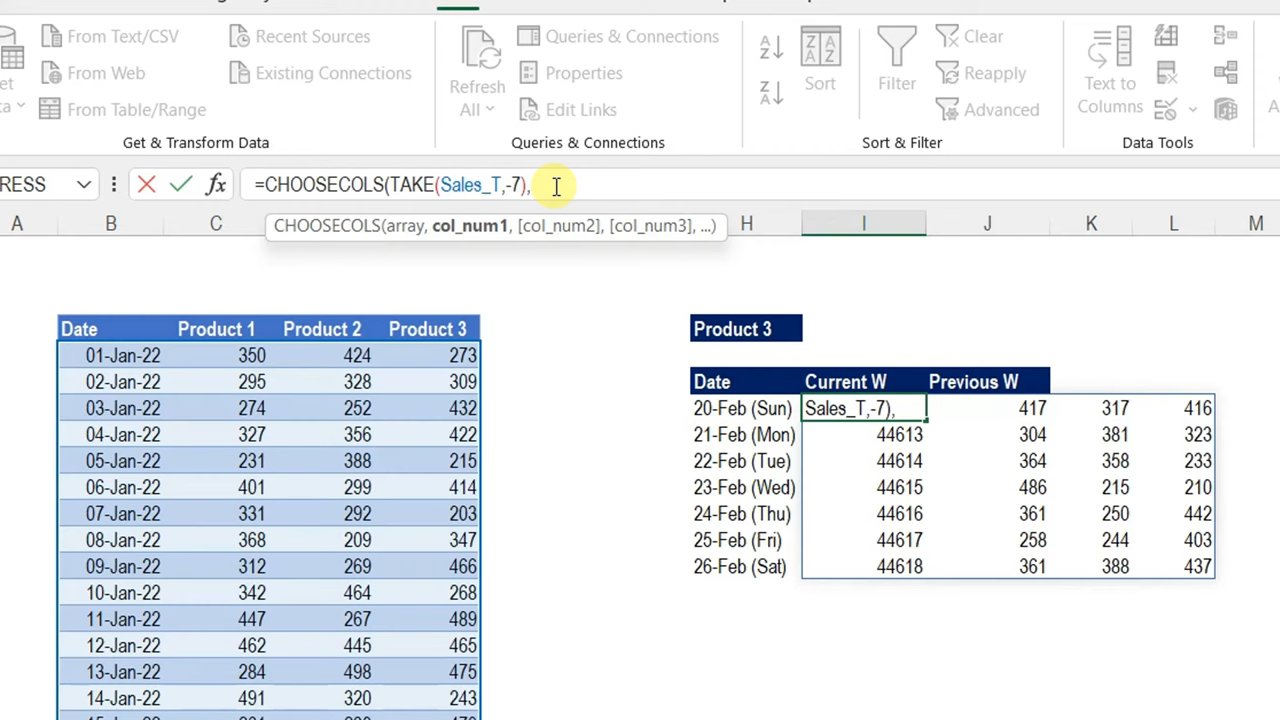 From Text/CSV Recent Sources Queries & Connections Clear
From Web Existing Connections Refresh All Properties Sort Filter Reapply Text to Columns
From Table/Range Edit Links Advanced
Get & Transform Data Queries & Connections Sort & Filter Data Tools
RESS fx =CHOOSECOLS(TAKE(Sales_T,-7),
CHOOSECOLS(array, col_num1, [col_num2], [col_num3], ...)
A B C H I J K L M
Date Product 1 Product 2 Product 3 Product 3
01-Jan-22 350 424 273
02-Jan-22 295 328 309 Date Current W Previous W
03-Jan-22 274 252 432 20-Feb (Sun) Sales_T,-7), 417 317 416
04-Jan-22 327 356 422 21-Feb (Mon) 44613 304 381 323
05-Jan-22 231 388 215 22-Feb (Tue) 44614 364 358 233
06-Jan-22 401 299 414 23-Feb (Wed) 44615 486 215 210
07-Jan-22 331 292 203 24-Feb (Thu) 44616 361 250 442
08-Jan-22 368 209 347 25-Feb (Fri) 44617 258 244 403
09-Jan-22 312 269 466 26-Feb (Sat) 44618 361 388 437
10-Jan-22 342 464 268
11-Jan-22 447 267 489
12-Jan-22 462 445 465
13-Jan-22 284 498 475
14-Jan-22 491 320 243